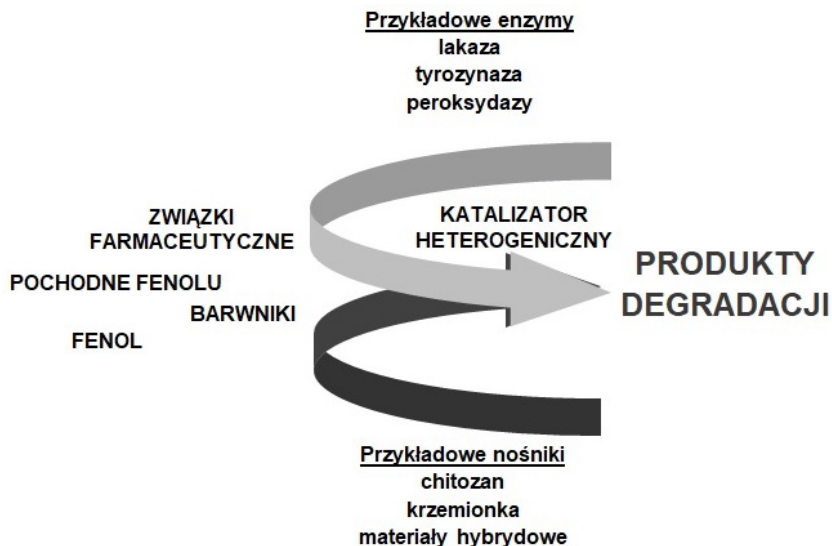 Przykładowe enzymy
lakaza
tyrozynaza
peroksydazy
ZWIĄZKI
FARMACEUTYCZNE
POCHODNE FENOLU
BARWNIKI
FENOL
KATALIZATOR
HETEROGENICZNY
PRODUKTY
DEGRADACJI
Przykładowe nośniki
chitozan
krzemionka
materiały hybrydowe